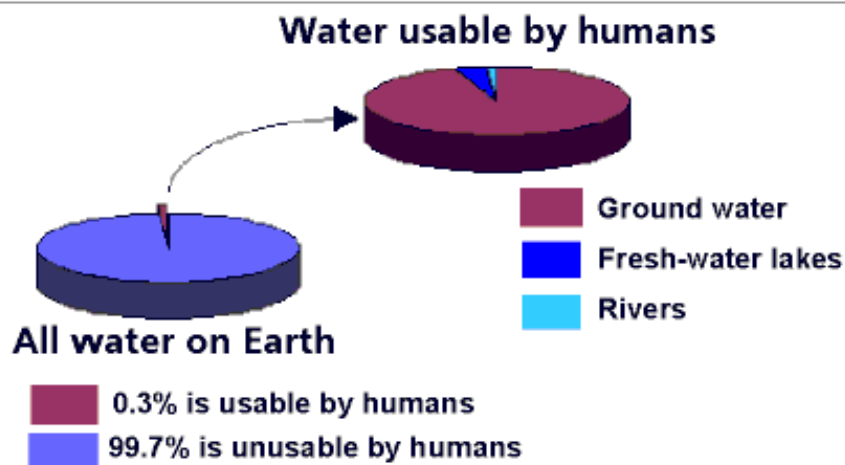 Water usable by humans
Ground water
Fresh-water lakes
Rivers
All water on Earth
0.3% is usable by humans
99.7% is unusable by humans